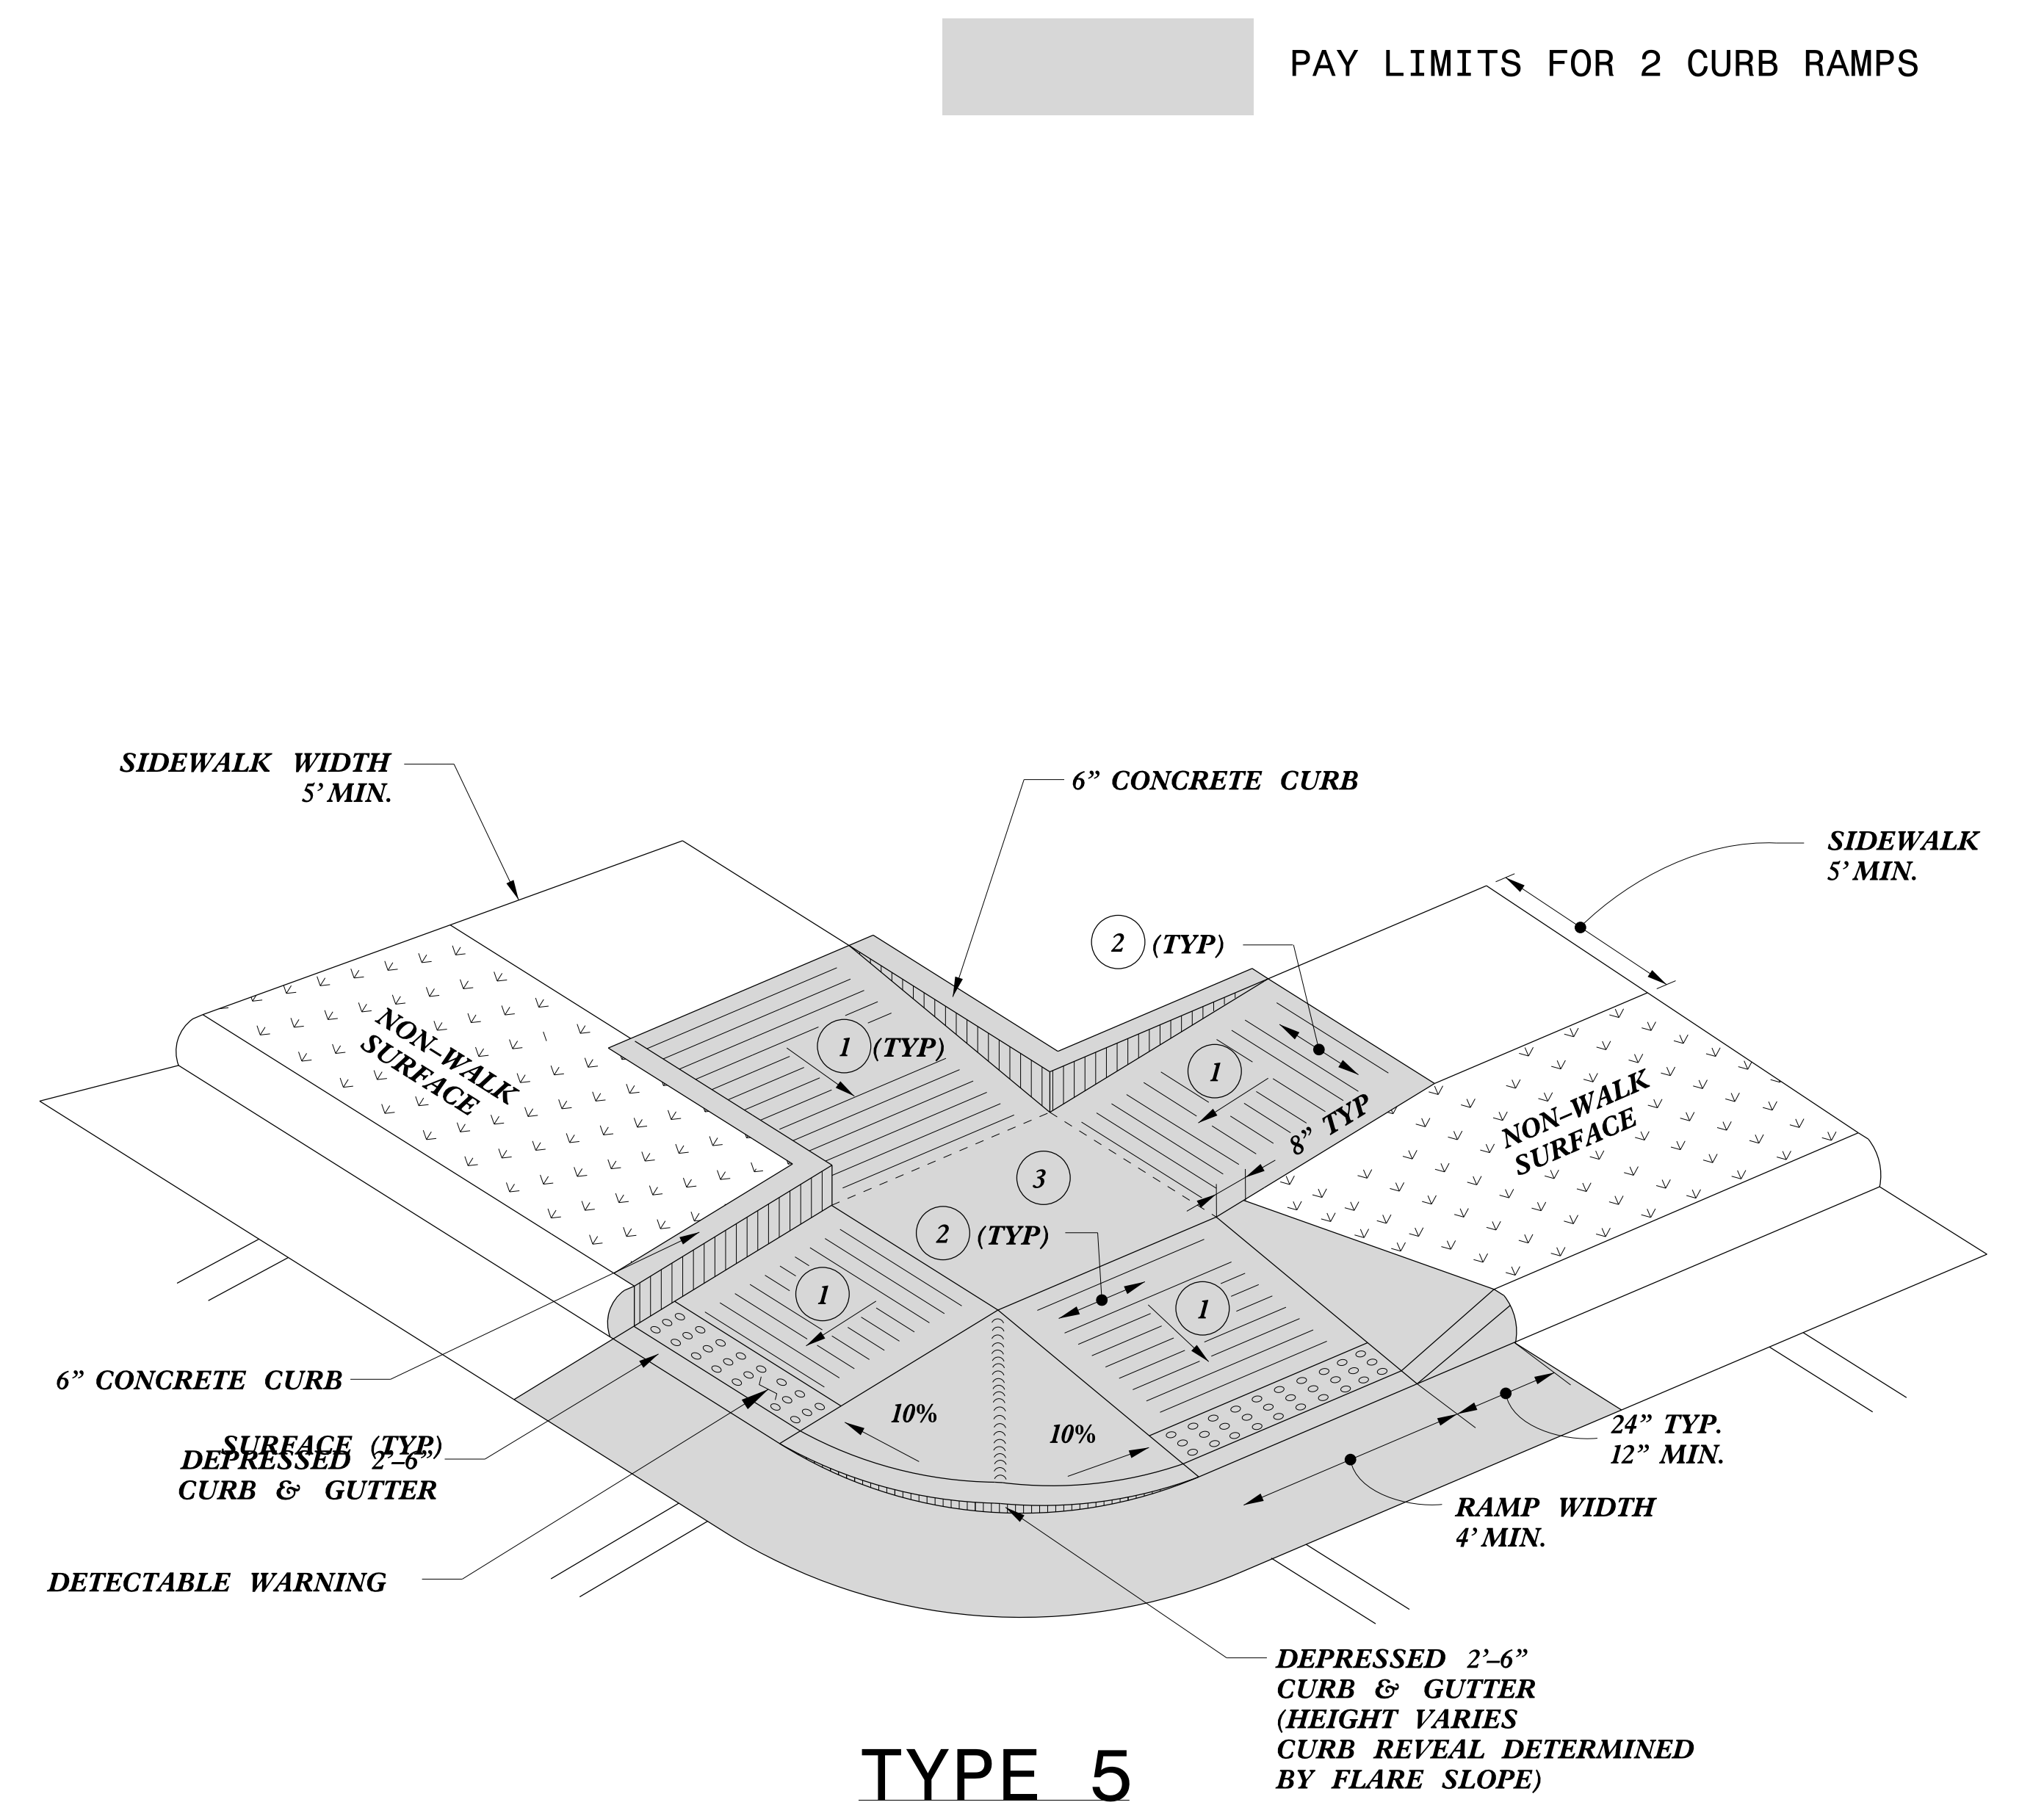 PAY LIMITS FOR 2 CURB RAMPS
SIDEWALK WIDTH
5' MIN.
6" CONCRETE CURB
SIDEWALK
5' MIN.
2 (TYP)
NON-WALK
SURFACE
1 (TYP)
1
8" TYP
NON-WALK
SURFACE
3
2 (TYP)
1
1
6" CONCRETE CURB
10%
10%
SURFACE (TYP)
DEPRESSED 2'-6"
CURB & GUTTER
24" TYP.
12" MIN.
RAMP WIDTH
4' MIN.
DETECTABLE WARNING
DEPRESSED 2'-6"
CURB & GUTTER
(HEIGHT VARIES
CURB REVEAL DETERMINED
BY FLARE SLOPE)
TYPE 5